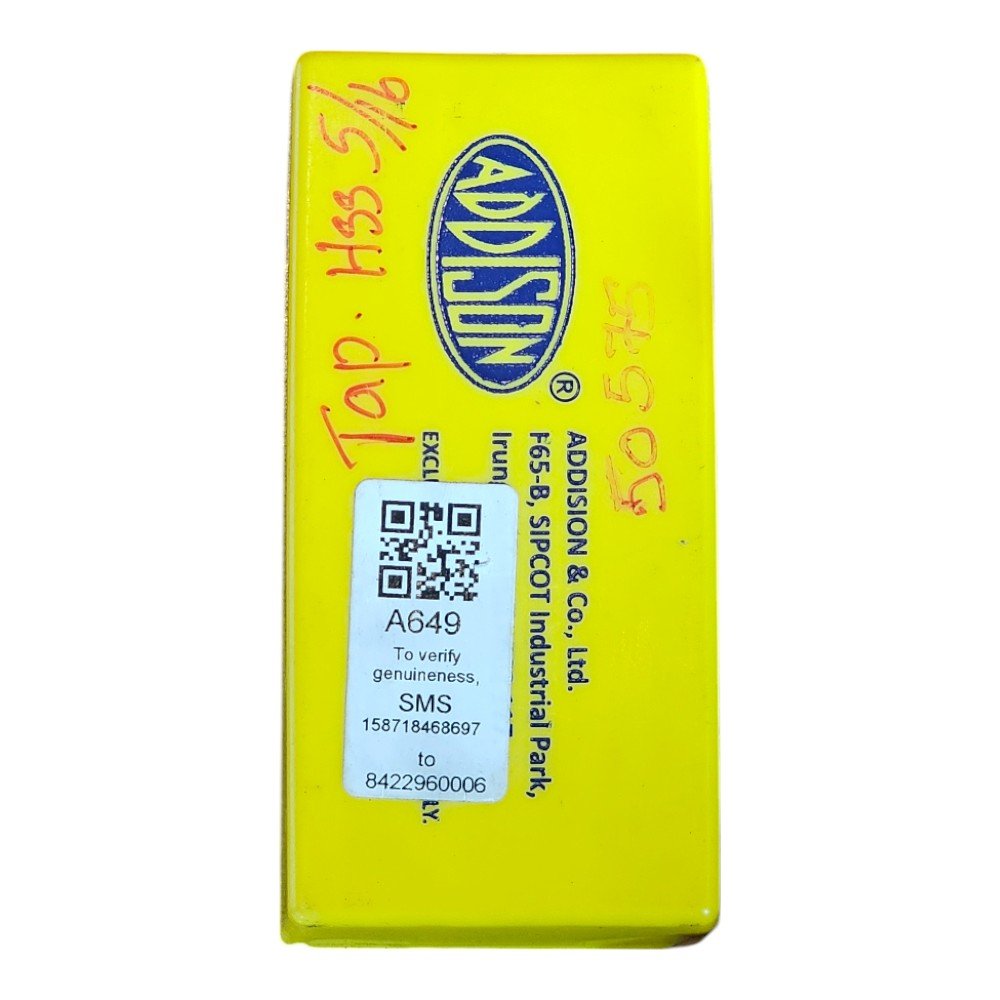 Tap. Hss 5/16
ADDISON
®
50575
ADDISION & Co., Ltd.
F65-B, SIPCOT Industrial Park,
A649
To verify
genuineness,
SMS
158718468697
to
8422960006